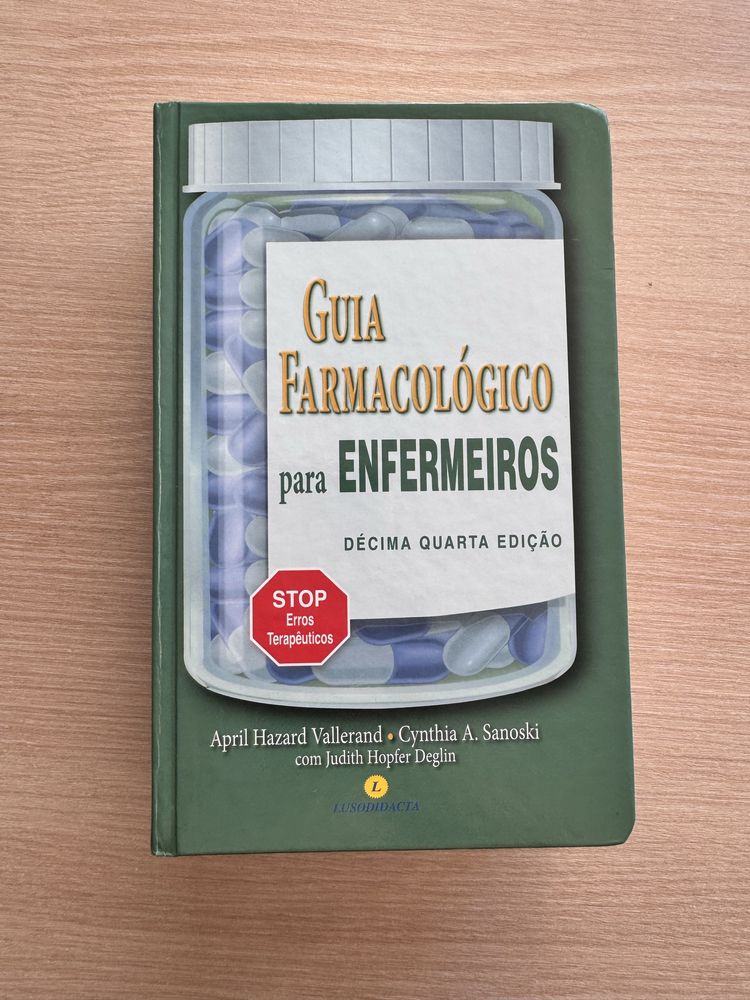 GUIA
FARMACOLÓGICO
para ENFERMEIROS
DÉCIMA QUARTA EDIÇÃO
STOP
Erros
Terapêuticos
April Hazard Vallerand • Cynthia A. Sanoski
com Judith Hopfer Deglin
L
LUSODIDACTA